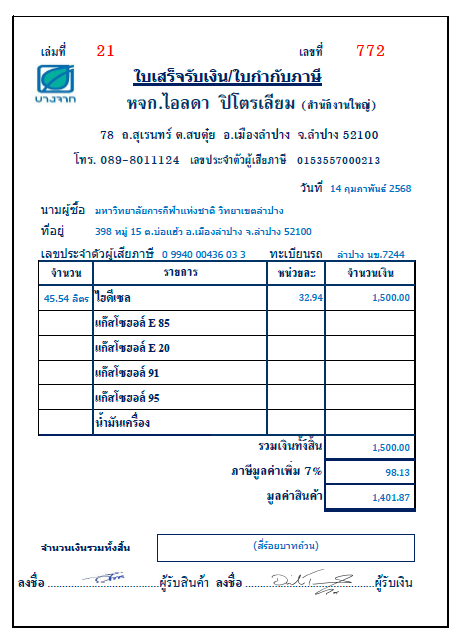 เล่มที่ 21 เลขที่ 772
บางจาก
ใบเสร็จรับเงิน/ใบกำกับภาษี
หจก.ไอลดา ปิโตรเลียม (สำนักงานใหญ่)
78 ถ.สุเรนทร์ ต.สบตุ๋ย อ.เมืองลำปาง จ.ลำปาง 52100
โทร. 089-8011124 เลขประจำตัวผู้เสียภาษี 0153557000213
วันที่ 14 กุมภาพันธ์ 2568
นามผู้ซื้อ มหาวิทยาลัยการกีฬาแห่งชาติ วิทยาเขตลำปาง
ที่อยู่ 398 หมู่ 15 ต.บ่อแฮ้ว อ.เมืองลำปาง จ.ลำปาง 52100
เลขประจำตัวผู้เสียภาษี 0 9940 00436 03 3 ทะเบียนรถ ลำปาง นข.7244
จำนวน รายการ หน่วยละ จำนวนเงิน
45.54 ลิตร ไฮดีเซล 32.94 1,500.00
แก๊สโซฮอล์ E 85
แก๊สโซฮอล์ E 20
แก๊สโซฮอล์ 91
แก๊สโซฮอล์ 95
น้ำมันเครื่อง
รวมเงินทั้งสิ้น 1,500.00
ภาษีมูลค่าเพิ่ม 7% 98.13
มูลค่าสินค้า 1,401.87
จำนวนเงินรวมทั้งสิ้น (สี่ร้อยบาทถ้วน)
ลงชื่อ ผู้รับสินค้า ลงชื่อ ผู้รับเงิน